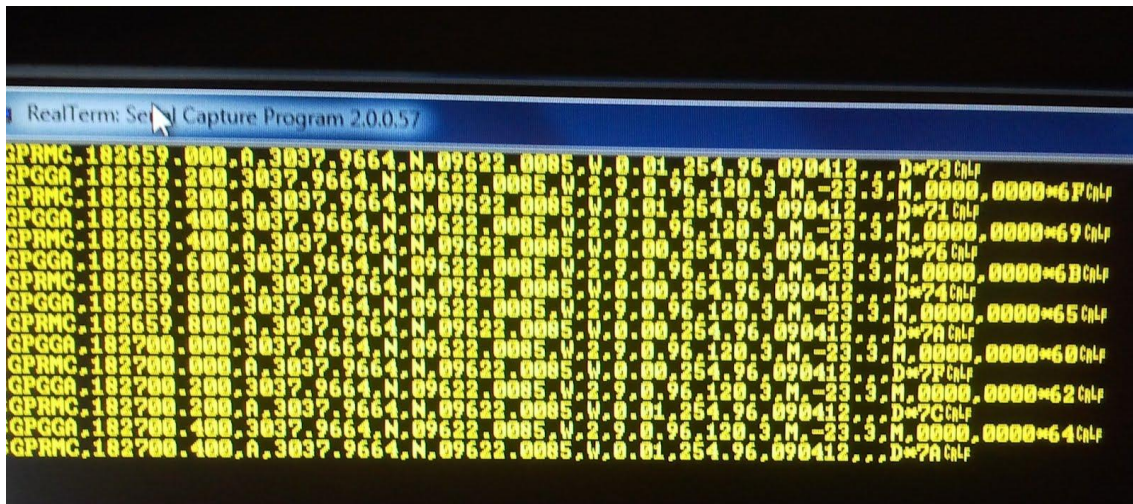 RealTerm: Serial Capture Program 2.0.0.57
GPRMC,182659.000,A,3037.9664,N,09622.0085,W,0.01,254.96,090412,,,D*73CRLF
GPGGA,182659.200,3037.9664,N,09622.0085,W,2,9,0.96,120.3,M,-23.3,M,0000,0000*6FCRLF
GPRMC,182659.200,A,3037.9664,N,09622.0085,W,0.01,254.96,090412,,,D*71CRLF
GPGGA,182659.400,3037.9664,N,09622.0085,W,2,9,0.96,120.3,M,-23.3,M,0000,0000*69CRLF
GPRMC,182659.400,A,3037.9664,N,09622.0085,W,0.00,254.96,090412,,,D*76CRLF
GPGGA,182659.600,3037.9664,N,09622.0085,W,2,9,0.96,120.3,M,-23.3,M,0000,0000*6BCRLF
GPRMC,182659.600,A,3037.9664,N,09622.0085,W,0.00,254.96,090412,,,D*74CRLF
GPGGA,182659.800,3037.9664,N,09622.0085,W,2,9,0.96,120.3,M,-23.3,M,0000,0000*65CRLF
GPRMC,182659.800,A,3037.9664,N,09622.0085,W,0.00,254.96,090412,,,D*7ACRLF
GPGGA,182700.000,3037.9664,N,09622.0085,W,2,9,0.96,120.3,M,-23.3,M,0000,0000*60CRLF
GPRMC,182700.000,A,3037.9664,N,09622.0085,W,0.00,254.96,090412,,,D*7FCRLF
GPGGA,182700.200,3037.9664,N,09622.0085,W,2,9,0.96,120.3,M,-23.3,M,0000,0000*62CRLF
GPRMC,182700.200,A,3037.9664,N,09622.0085,W,0.01,254.96,090412,,,D*7CCRLF
GPGGA,182700.400,3037.9664,N,09622.0085,W,2,9,0.96,120.3,M,-23.3,M,0000,0000*64CRLF
GPRMC,182700.400,A,3037.9664,N,09622.0085,W,0.01,254.96,090412,,,D*7ACRLF